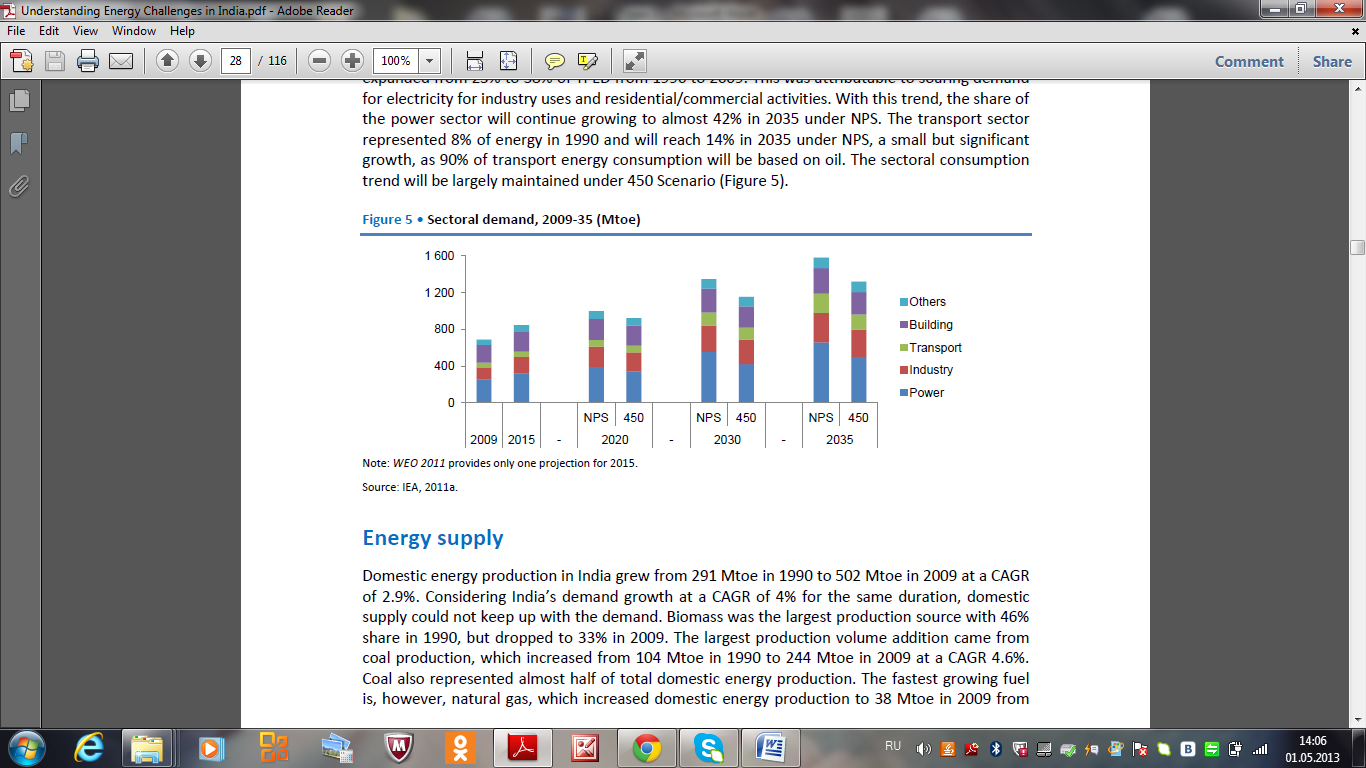 Understanding Energy Challenges in India.pdf - Adobe Reader
File Edit View Window Help
28 / 116 100% Comment Share
for electricity for industry uses and residential/commercial activities. With this trend, the share of
the power sector will continue growing to almost 42% in 2035 under NPS. The transport sector
represented 8% of energy in 1990 and will reach 14% in 2035 under NPS, a small but significant
growth, as 90% of transport energy consumption will be based on oil. The sectoral consumption
trend will be largely maintained under 450 Scenario (Figure 5).
Figure 5 • Sectoral demand, 2009-35 (Mtoe)
1 600
1 200
800
400
0
Others
Building
Transport
Industry
Power
NPS 450 NPS 450 NPS 450
2009 2015 - 2020 - 2030 - 2035
Note: WEO 2011 provides only one projection for 2015.
Source: IEA, 2011a.
Energy supply
Domestic energy production in India grew from 291 Mtoe in 1990 to 502 Mtoe in 2009 at a CAGR
of 2.9%. Considering India's demand growth at a CAGR of 4% for the same duration, domestic
supply could not keep up with the demand. Biomass was the largest production source with 46%
share in 1990, but dropped to 33% in 2009. The largest production volume addition came from
coal production, which increased from 104 Mtoe in 1990 to 244 Mtoe in 2009 at a CAGR 4.6%.
Coal also represented almost half of total domestic energy production. The fastest growing fuel
is, however, natural gas, which increased domestic energy production to 38 Mtoe in 2009 from
RU
14:06
01.05.2013